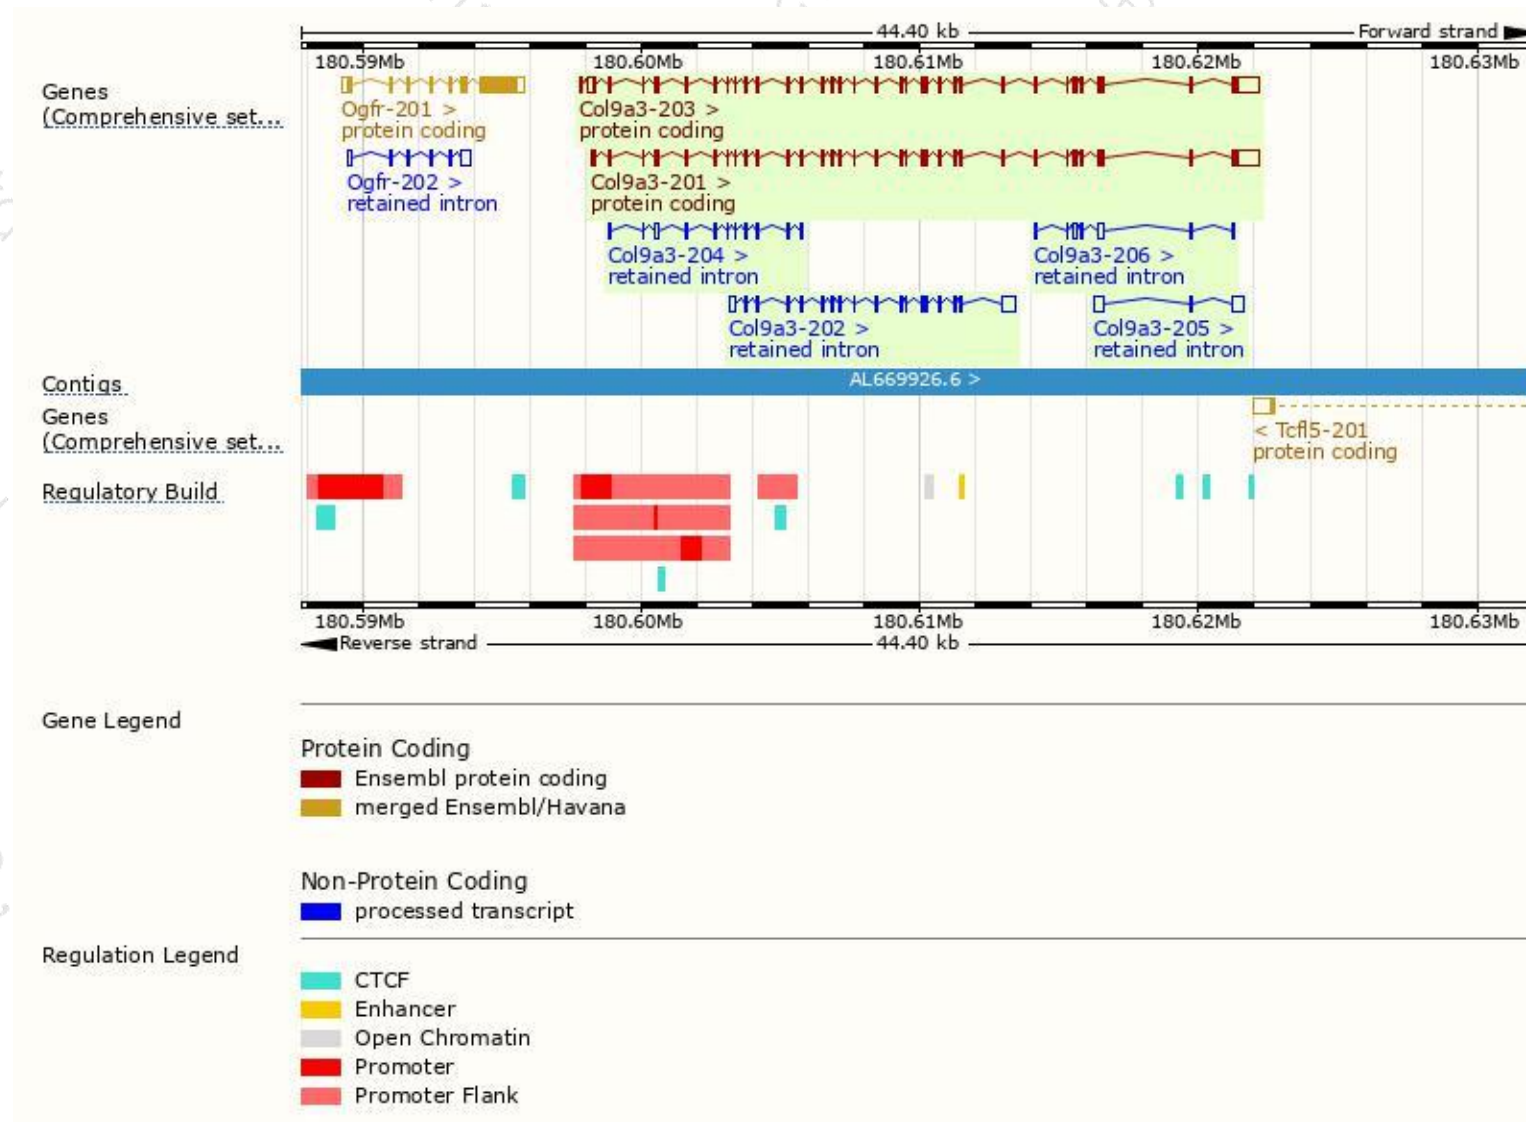 44.40 kb
Forward strand
180.59Mb 180.60Mb 180.61Mb 180.62Mb 180.63Mb
Genes
(Comprehensive set...
Ogfr-201 >
protein coding
Col9a3-203 >
protein coding
Ogfr-202 >
retained intron
Col9a3-201 >
protein coding
Col9a3-204 >
retained intron
Col9a3-206 >
retained intron
Col9a3-202 >
retained intron
Col9a3-205 >
retained intron
Contigs
AL669926.6 >
Genes
(Comprehensive set...
< Tcfl5-201
protein coding
Regulatory Build
180.59Mb 180.60Mb 180.61Mb 180.62Mb 180.63Mb
Reverse strand
44.40 kb
Gene Legend
Protein Coding
Ensembl protein coding
merged Ensembl/Havana
Non-Protein Coding
processed transcript
Regulation Legend
CTCF
Enhancer
Open Chromatin
Promoter
Promoter Flank